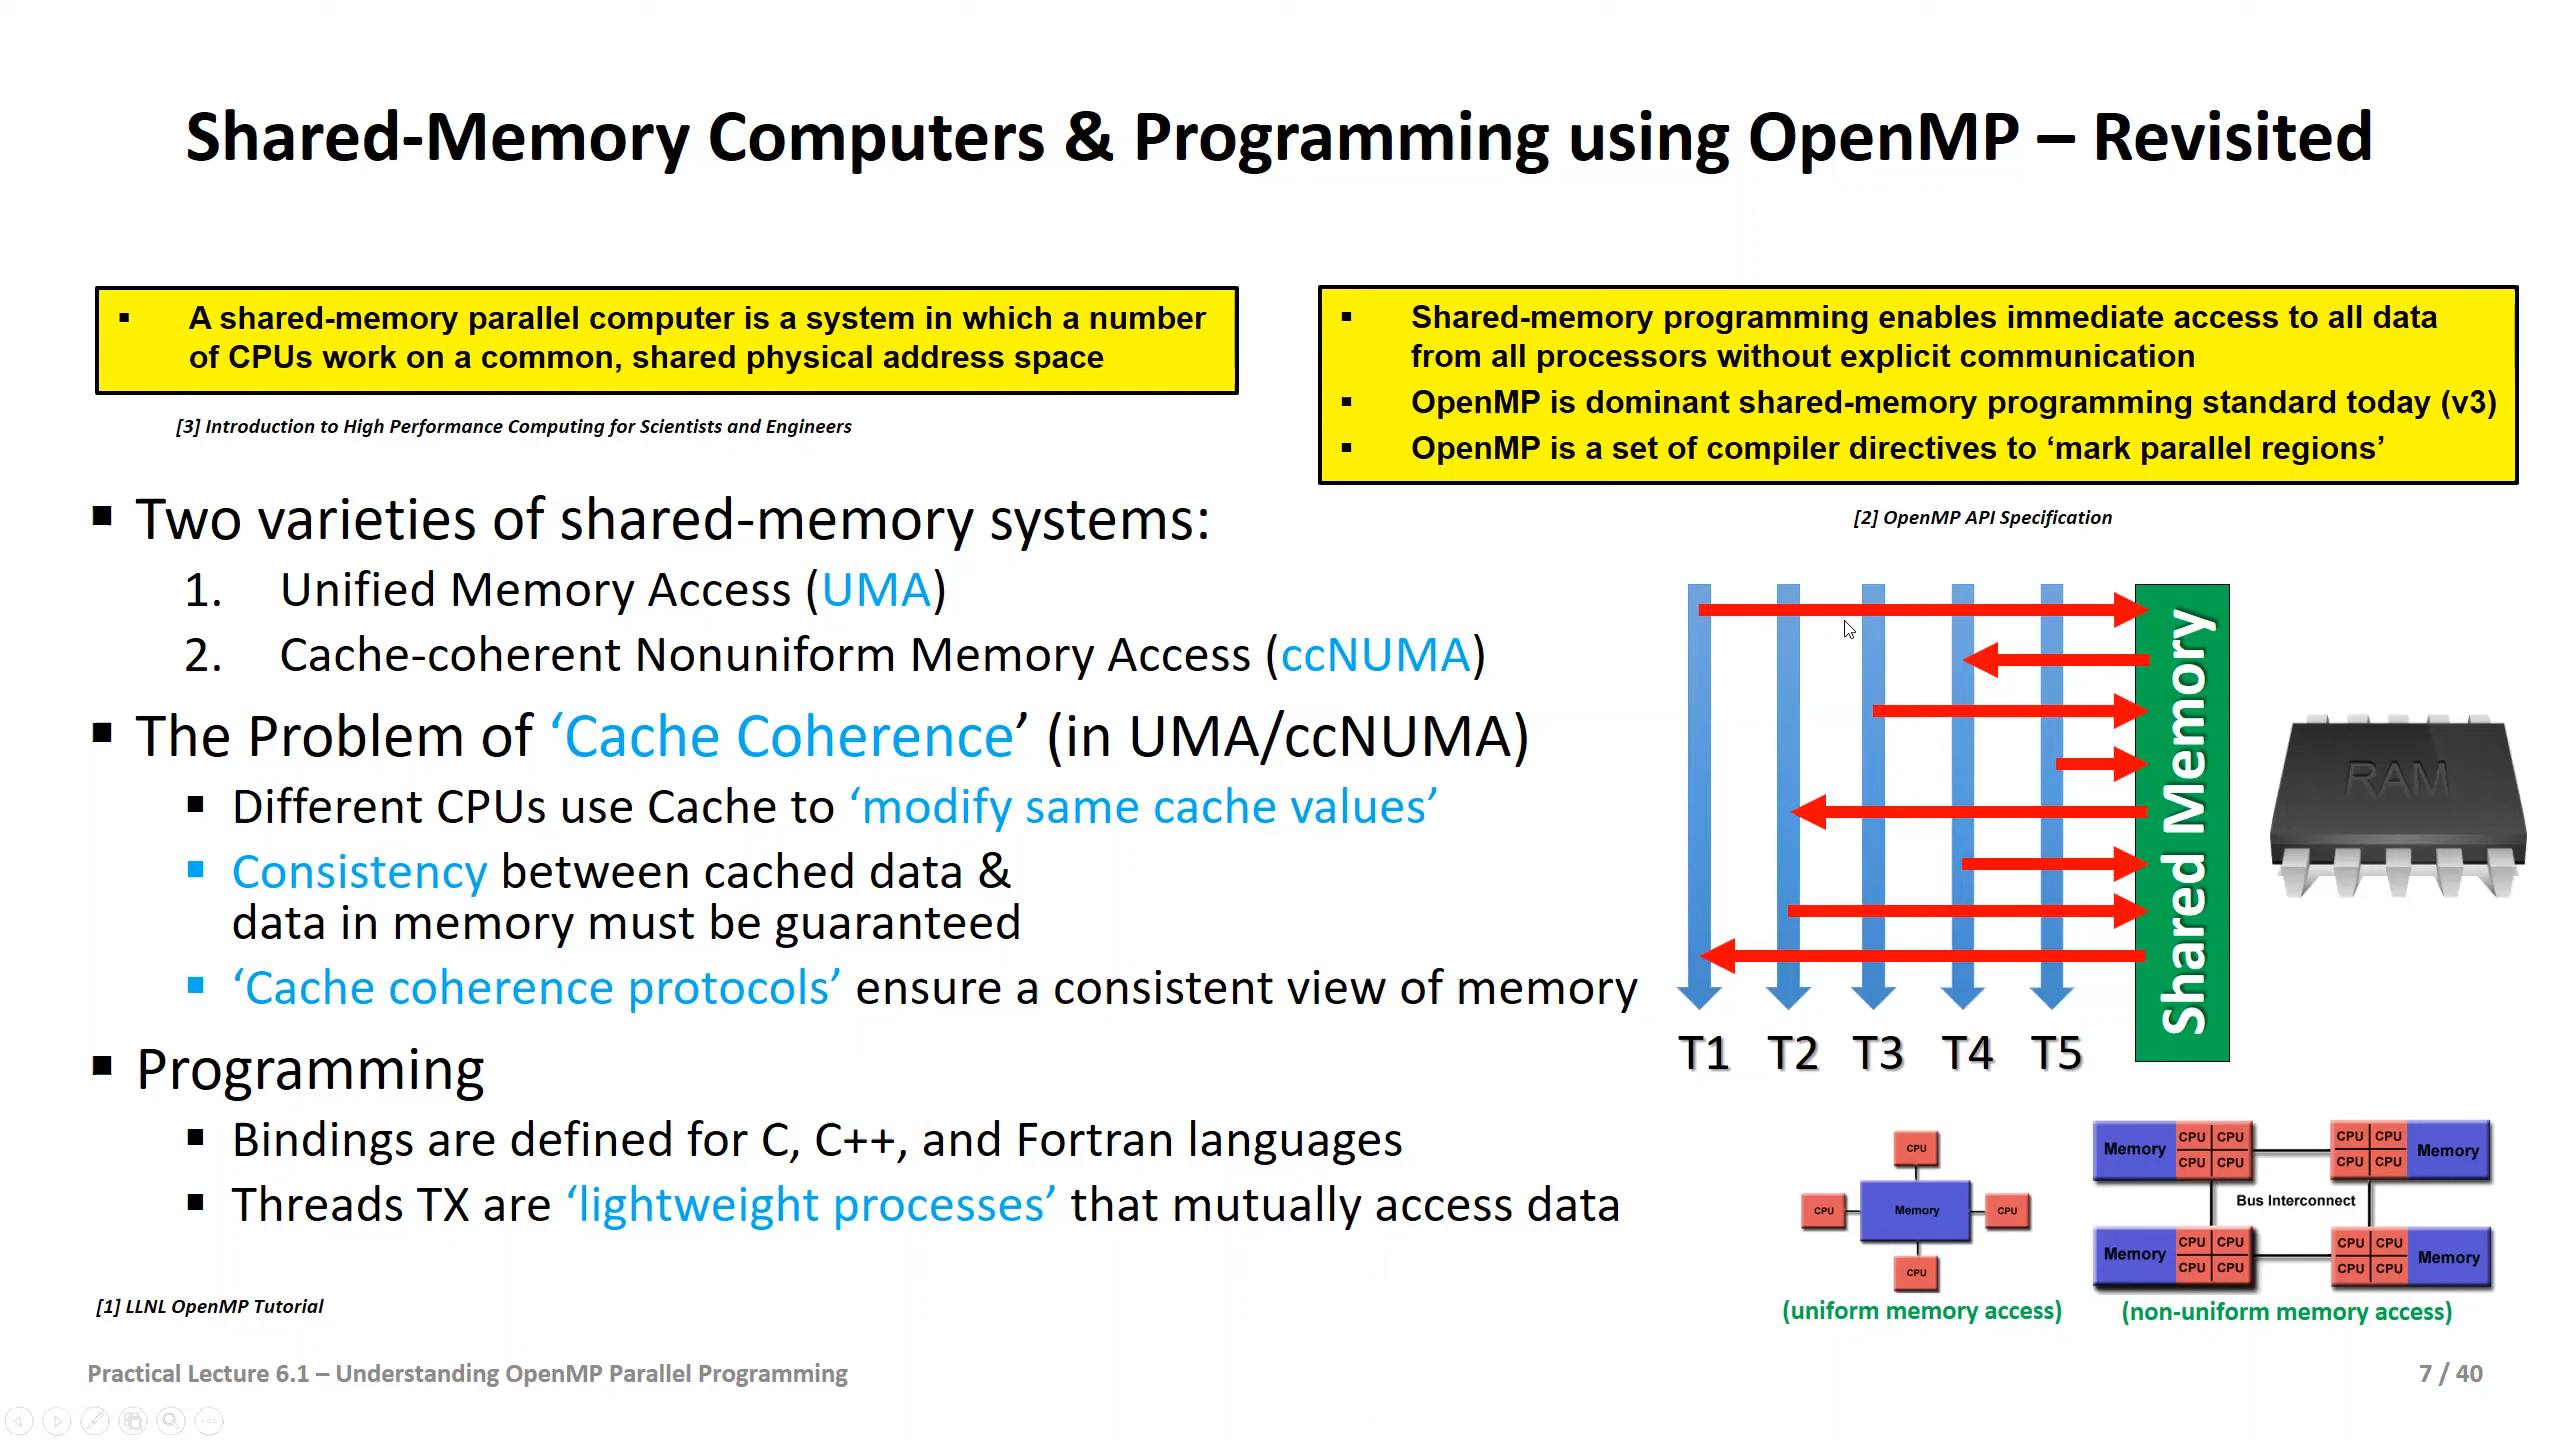 Shared-Memory Computers & Programming using OpenMP – Revisited
▪ A shared-memory parallel computer is a system in which a number
of CPUs work on a common, shared physical address space
[3] Introduction to High Performance Computing for Scientists and Engineers
▪ Shared-memory programming enables immediate access to all data
from all processors without explicit communication
▪ OpenMP is dominant shared-memory programming standard today (v3)
▪ OpenMP is a set of compiler directives to ‘mark parallel regions’
[2] OpenMP API Specification
▪ Two varieties of shared-memory systems:
1. Unified Memory Access (UMA)
2. Cache-coherent Nonuniform Memory Access (ccNUMA)
▪ The Problem of ‘Cache Coherence’ (in UMA/ccNUMA)
▪ Different CPUs use Cache to ‘modify same cache values’
▪ Consistency between cached data &
data in memory must be guaranteed
▪ ‘Cache coherence protocols’ ensure a consistent view of memory
▪ Programming
▪ Bindings are defined for C, C++, and Fortran languages
▪ Threads TX are ‘lightweight processes’ that mutually access data
[1] LLNL OpenMP Tutorial
Shared Memory
RAM
T1 T2 T3 T4 T5
CPU
CPU Memory CPU
CPU
(uniform memory access)
Memory CPU CPU CPU CPU Memory
CPU CPU CPU CPU
Bus Interconnect
Memory CPU CPU CPU CPU Memory
CPU CPU CPU CPU
(non-uniform memory access)
Practical Lecture 6.1 – Understanding OpenMP Parallel Programming
7 / 40